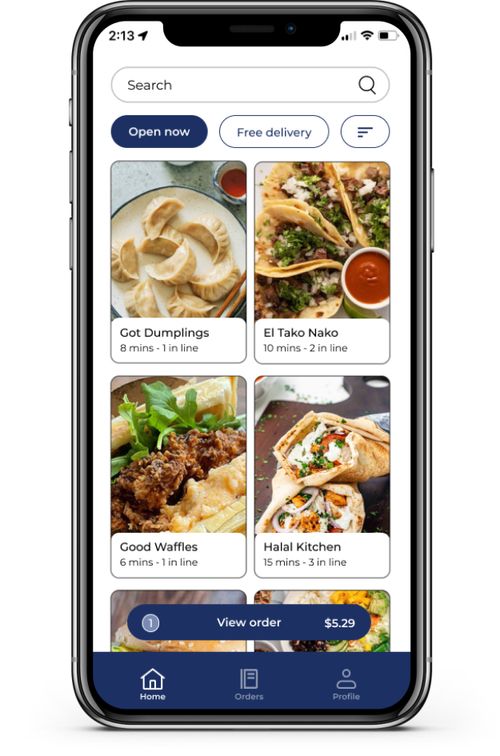 2:13
Search
Open now
Free delivery
Got Dumplings
8 mins - 1 in line
El Tako Nako
10 mins - 2 in line
Good Waffles
6 mins - 1 in line
Halal Kitchen
15 mins - 3 in line
1 View order $5.29
Home
Orders
Profile